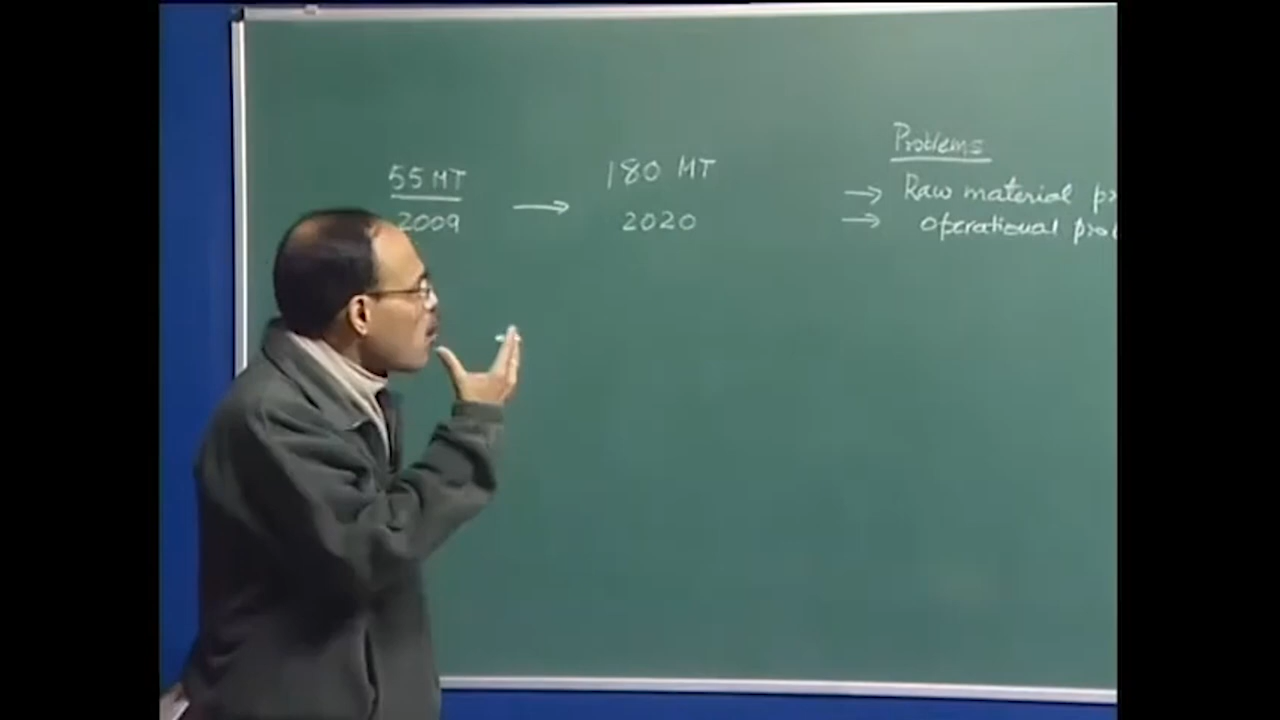 55 MT
2009
→
180 MT
2020
Problems
→ Raw material
→ operational